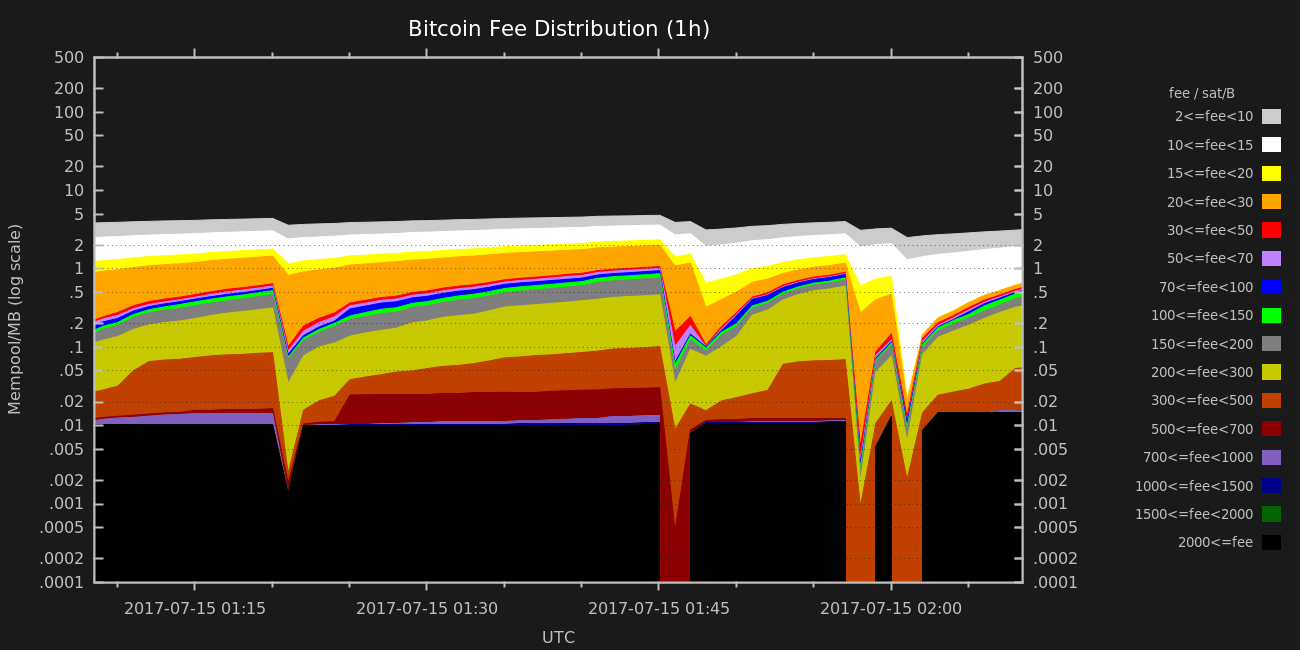 Bitcoin Fee Distribution (1h)
Mempool/MB (log scale)
500
200
100
50
20
10
5
2
1
.5
.2
.1
.05
.02
.01
.005
.002
.001
.0005
.0002
.0001
500
200
100
50
20
10
5
2
1
.5
.2
.1
.05
.02
.01
.005
.002
.001
.0005
.0002
.0001
2017-07-15 01:15
2017-07-15 01:30
2017-07-15 01:45
2017-07-15 02:00
UTC
fee / sat/B
2<=fee<10
10<=fee<15
15<=fee<20
20<=fee<30
30<=fee<50
50<=fee<70
70<=fee<100
100<=fee<150
150<=fee<200
200<=fee<300
300<=fee<500
500<=fee<700
700<=fee<1000
1000<=fee<1500
1500<=fee<2000
2000<=fee